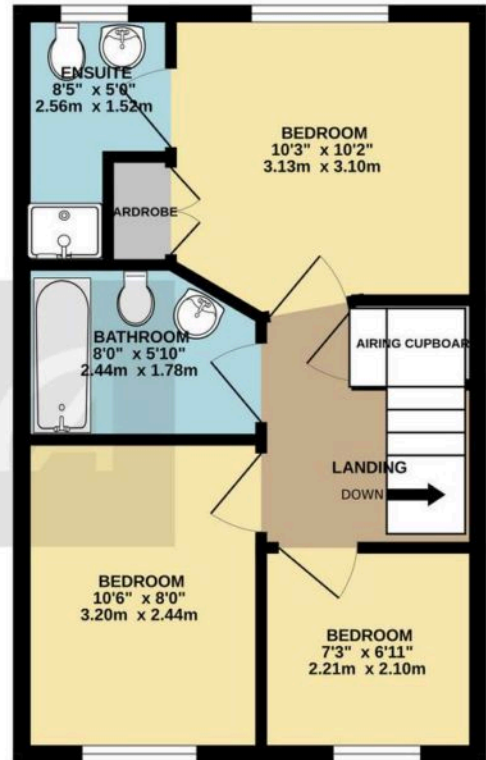 ENSUITE
8'5" x 5'0"
2.56m x 1.52m
BEDROOM
10'3" x 10'2"
3.13m x 3.10m
ARDROBE
BATHROOM
8'0" x 5'10"
2.44m x 1.78m
AIRING CUPBOAR
LANDING
DOWN
BEDROOM
10'6" x 8'0"
3.20m x 2.44m
BEDROOM
7'3" x 6'11"
2.21m x 2.10m